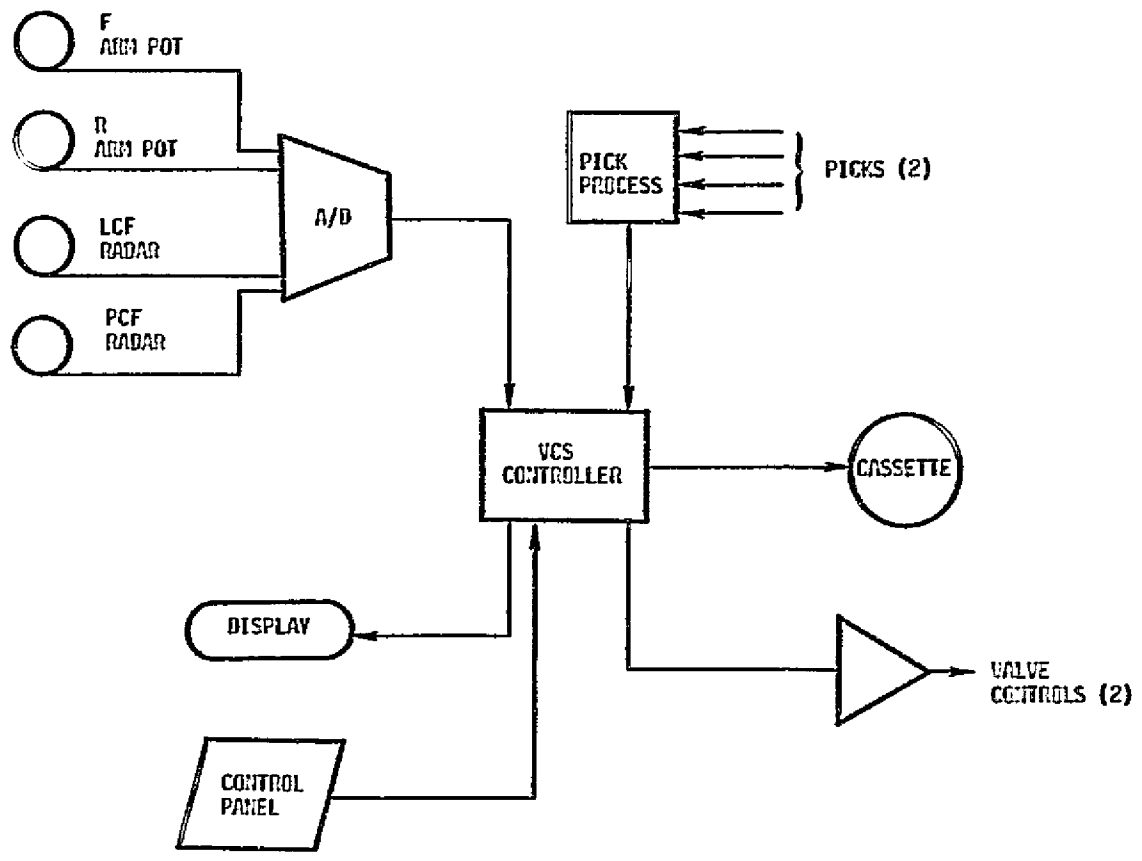 F
ARM POT
R
ARM POT
LCF
RADAR
PCF
RADAR
A/D
PICK
PROCESS
PICKS (2)
VCS
CONTROLLER
CASSETTE
DISPLAY
VALVE
CONTROLS (2)
CONTROL
PANEL